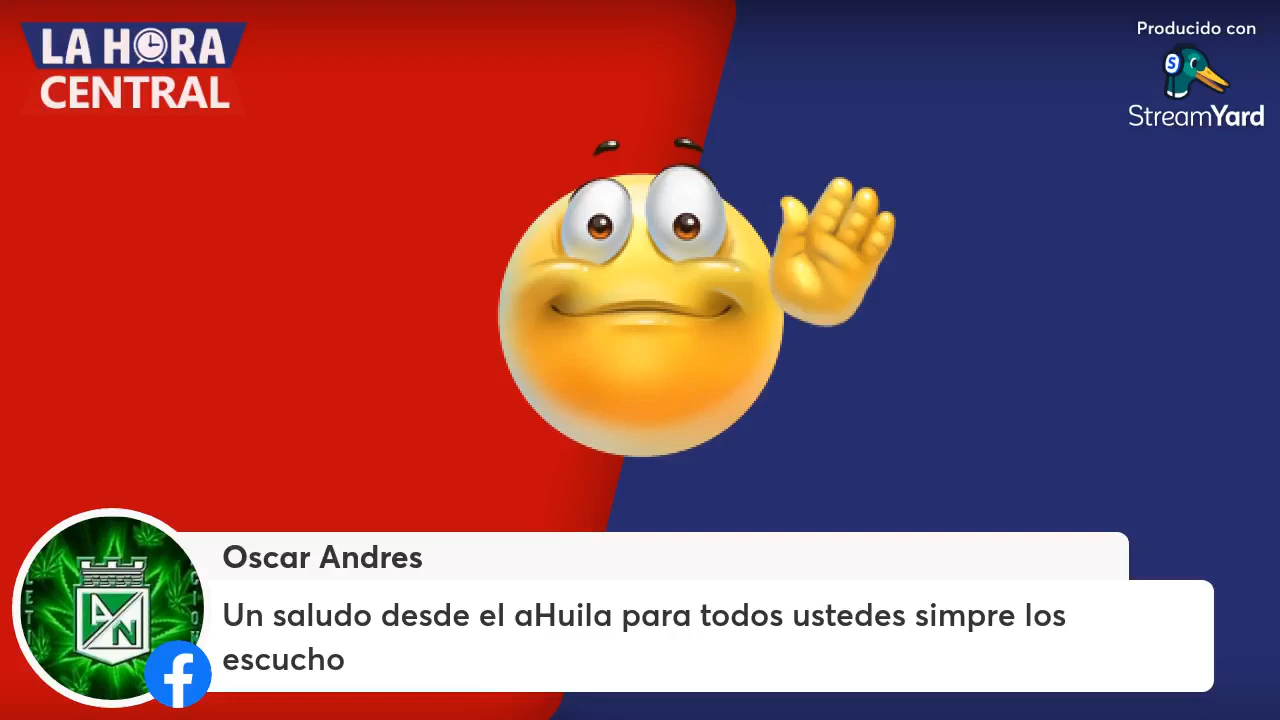 LA HORA
CENTRAL
Producido con
StreamYard
Oscar Andres
Un saludo desde el aHuila para todos ustedes simpre los
escucho
AN